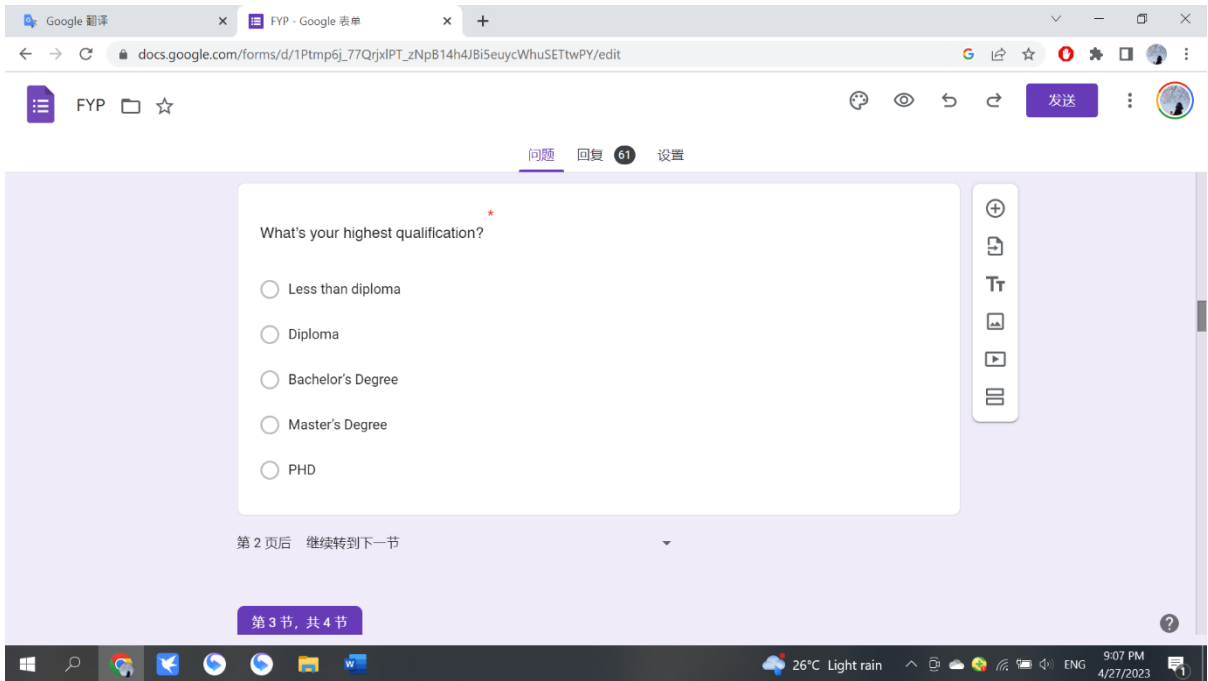 Google 翻译
FYP - Google 表单
docs.google.com/forms/d/1Ptmp6j_77QrjxlPT_zNpB14h4JBi5euycWhuSETtwPY/edit
FYP
发送
问题 回复 61 设置
*
What's your highest qualification?
Less than diploma
Diploma
Bachelor's Degree
Master's Degree
PHD
Tт
第 2 页后 继续转到下一节
第 3 节，共 4 节
26°C Light rain
ENG
9:07 PM
4/27/2023
1